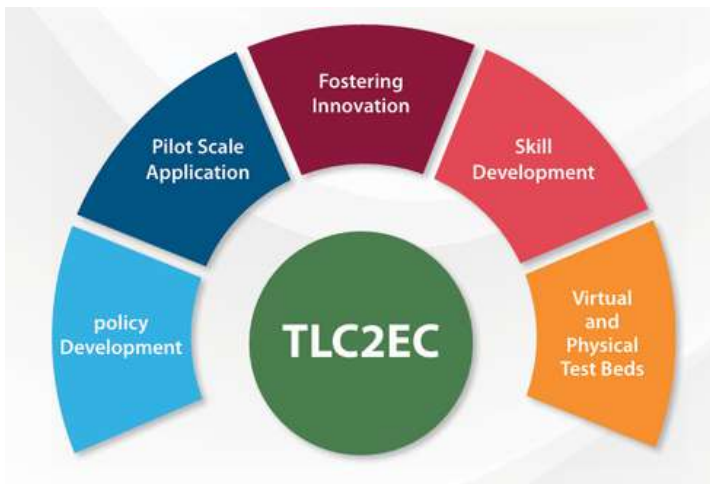 Fostering
Innovation
Pilot Scale
Application
Skill
Development
policy
Development
TLC2EC
Virtual
and
Physical
Test Beds